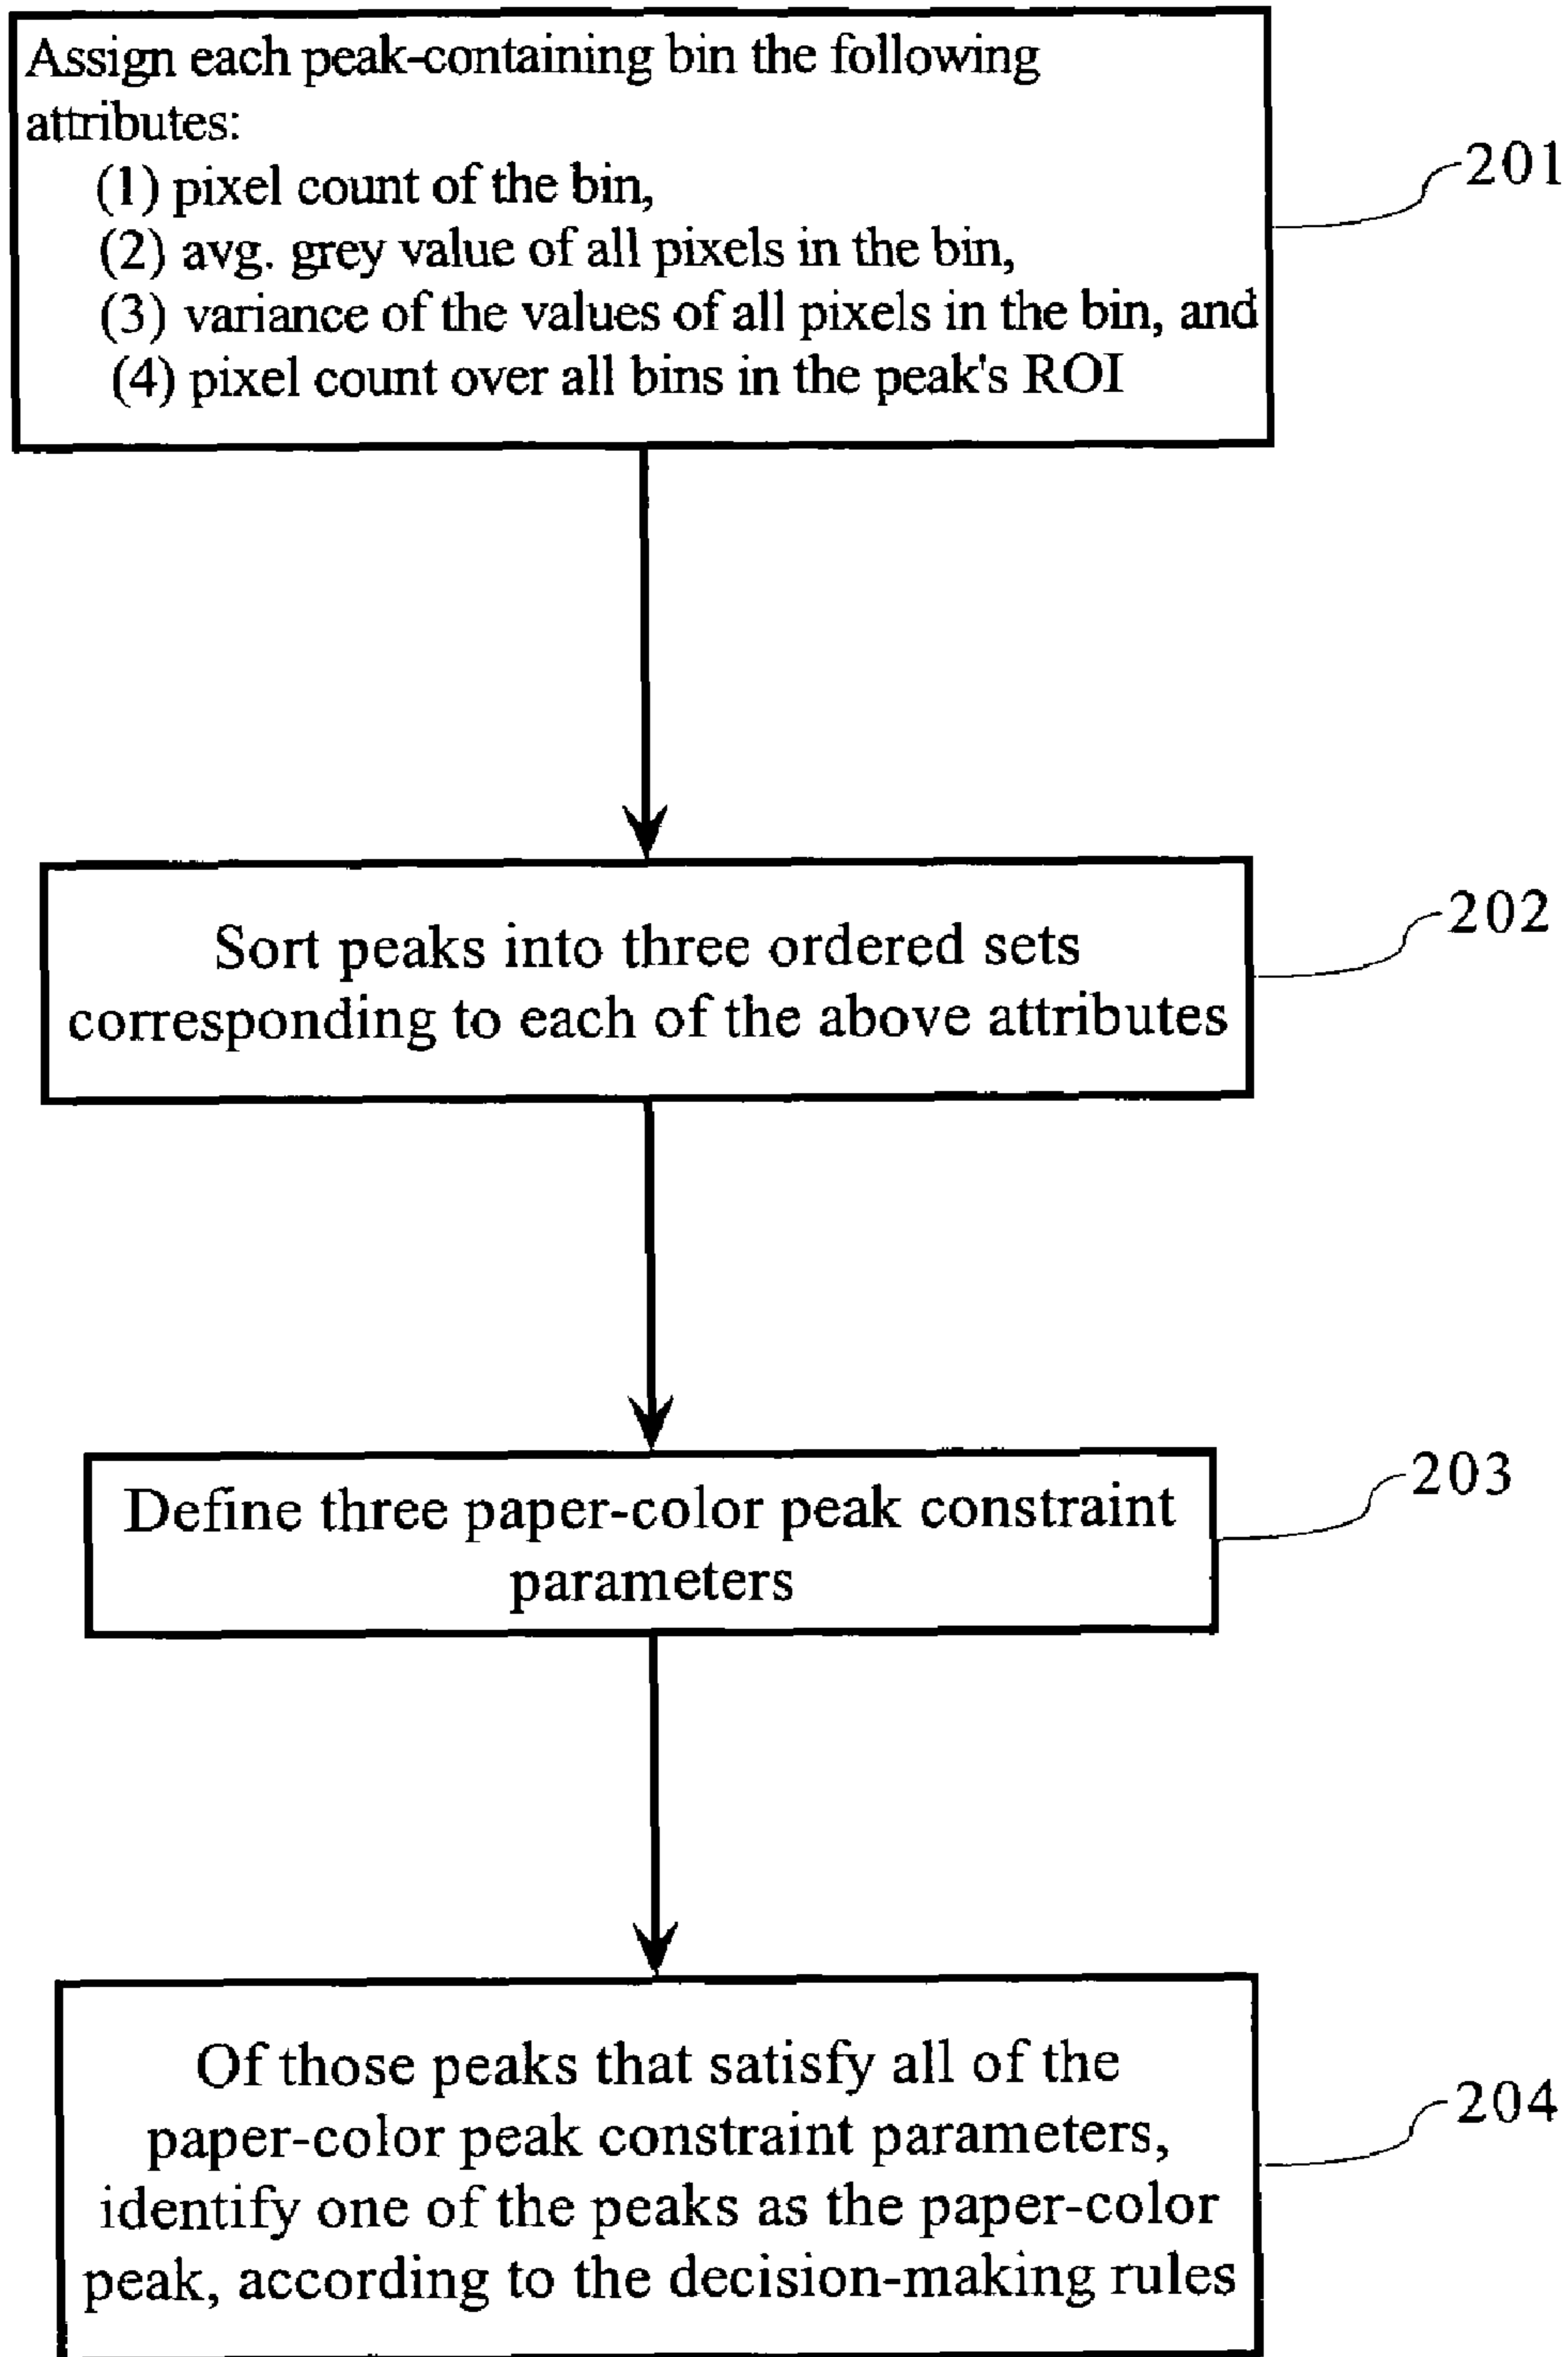 Assign each peak-containing bin the following
attributes:
(1) pixel count of the bin,
(2) avg. grey value of all pixels in the bin,
(3) variance of the values of all pixels in the bin, and
(4) pixel count over all bins in the peak's ROI
201
Sort peaks into three ordered sets
corresponding to each of the above attributes
202
Define three paper-color peak constraint
parameters
203
Of those peaks that satisfy all of the
paper-color peak constraint parameters,
identify one of the peaks as the paper-color
peak, according to the decision-making rules
204